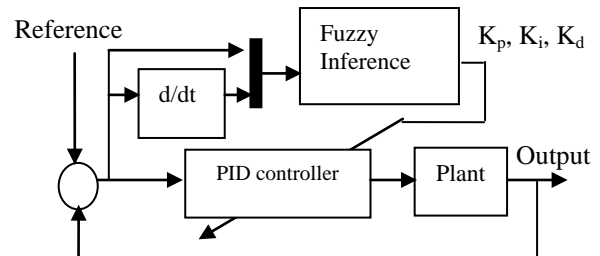 Reference
Fuzzy
Inference
Kp, Ki, Kd
d/dt
PID controller
Plant
Output